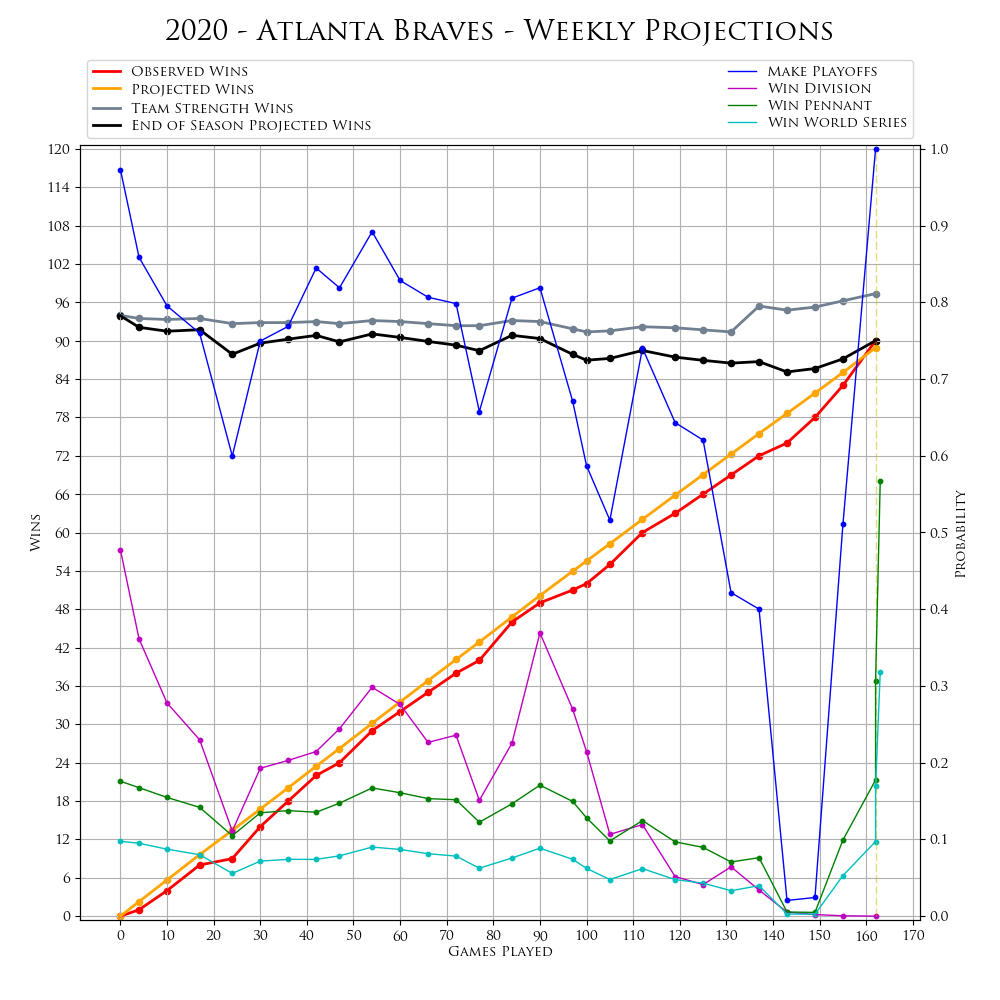 2020 - Atlanta Braves - Weekly Projections
Observed Wins
Projected Wins
Team Strength Wins
End of Season Projected Wins
Make Playoffs
Win Division
Win Pennant
Win World Series
120
114
108
102
96
90
84
78
72
66
60
54
48
42
36
30
24
18
12
6
0
Wins
1.0
0.9
0.8
0.7
0.6
0.5
0.4
0.3
0.2
0.1
0.0
Probability
0 10 20 30 40 50 60 70 80 90 100 110 120 130 140 150 160 170
Games Played